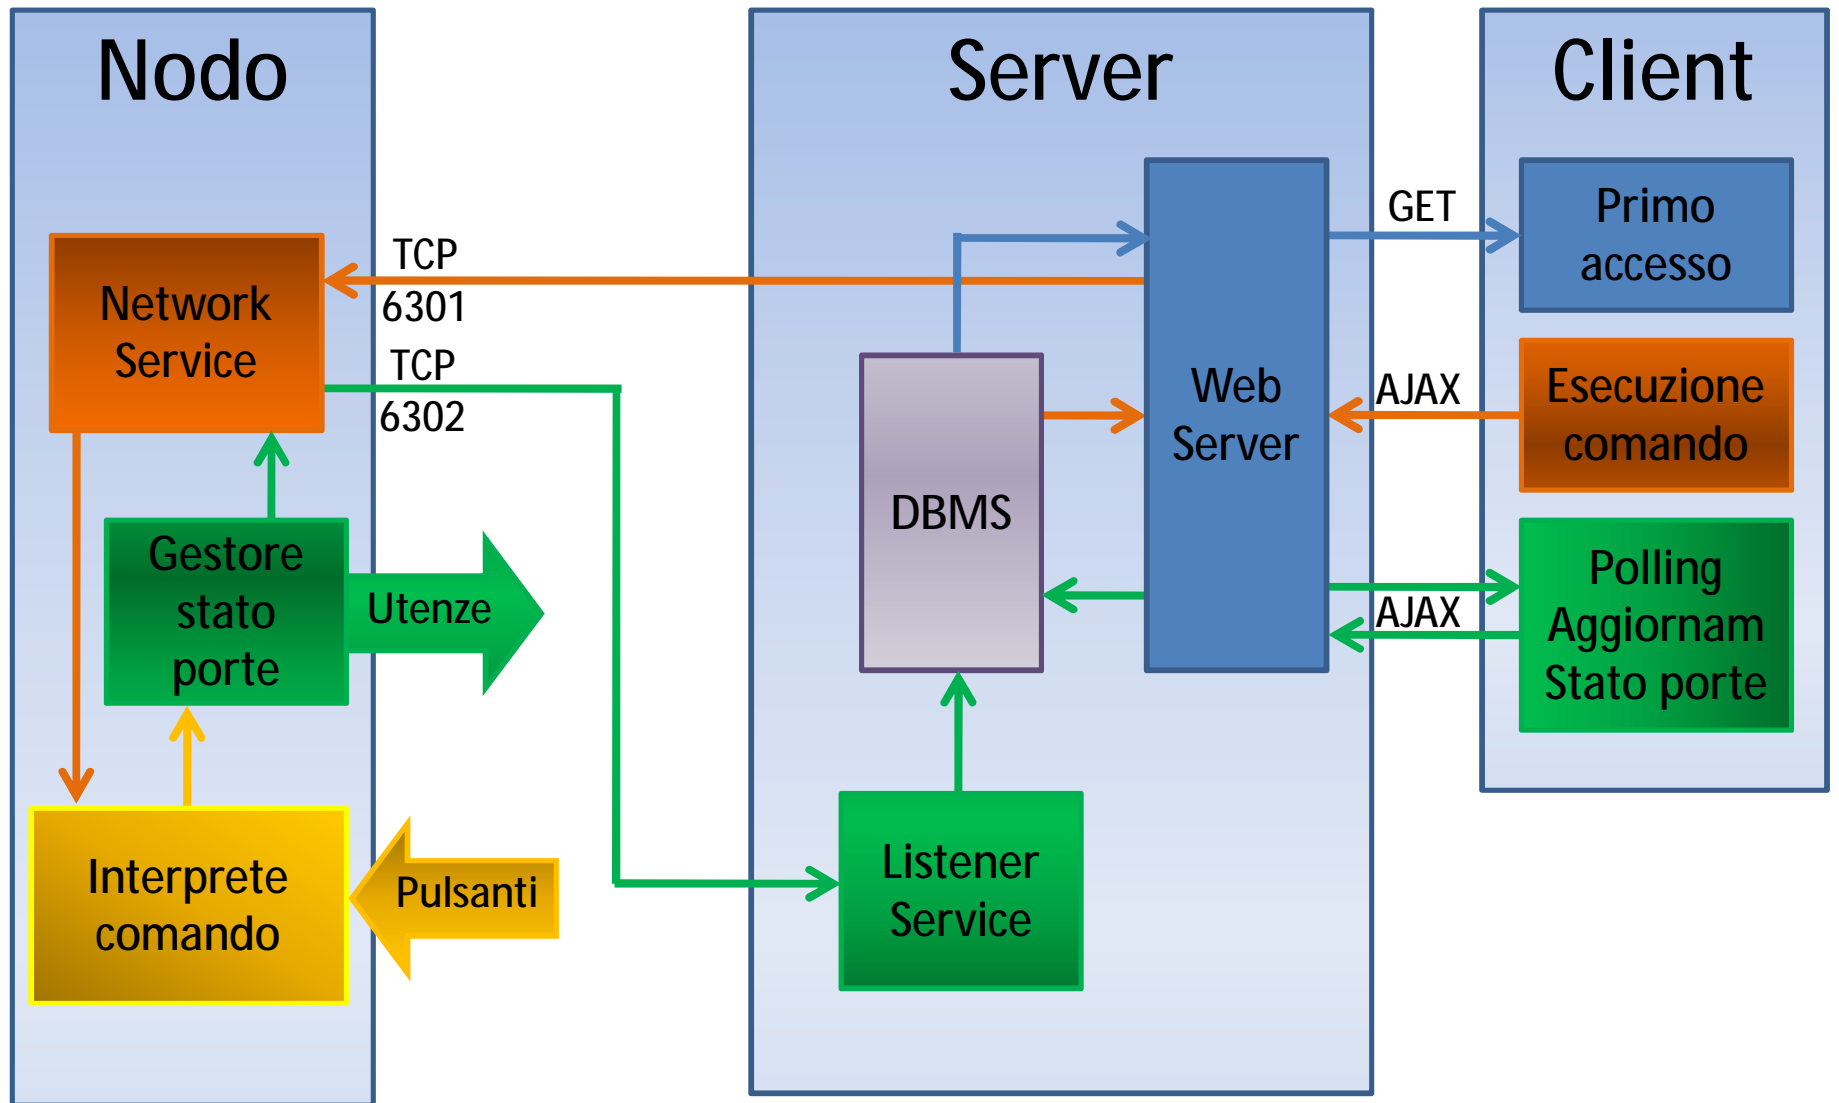 Nodo
Server
Client
Network
Service
TCP
6301
TCP
6302
Gestore
stato
porte
Utenze
Interprete
comando
Pulsanti
DBMS
Web
Server
Listener
Service
GET
AJAX
AJAX
Primo
accesso
Esecuzione
comando
Polling
Aggiornam
Stato porte